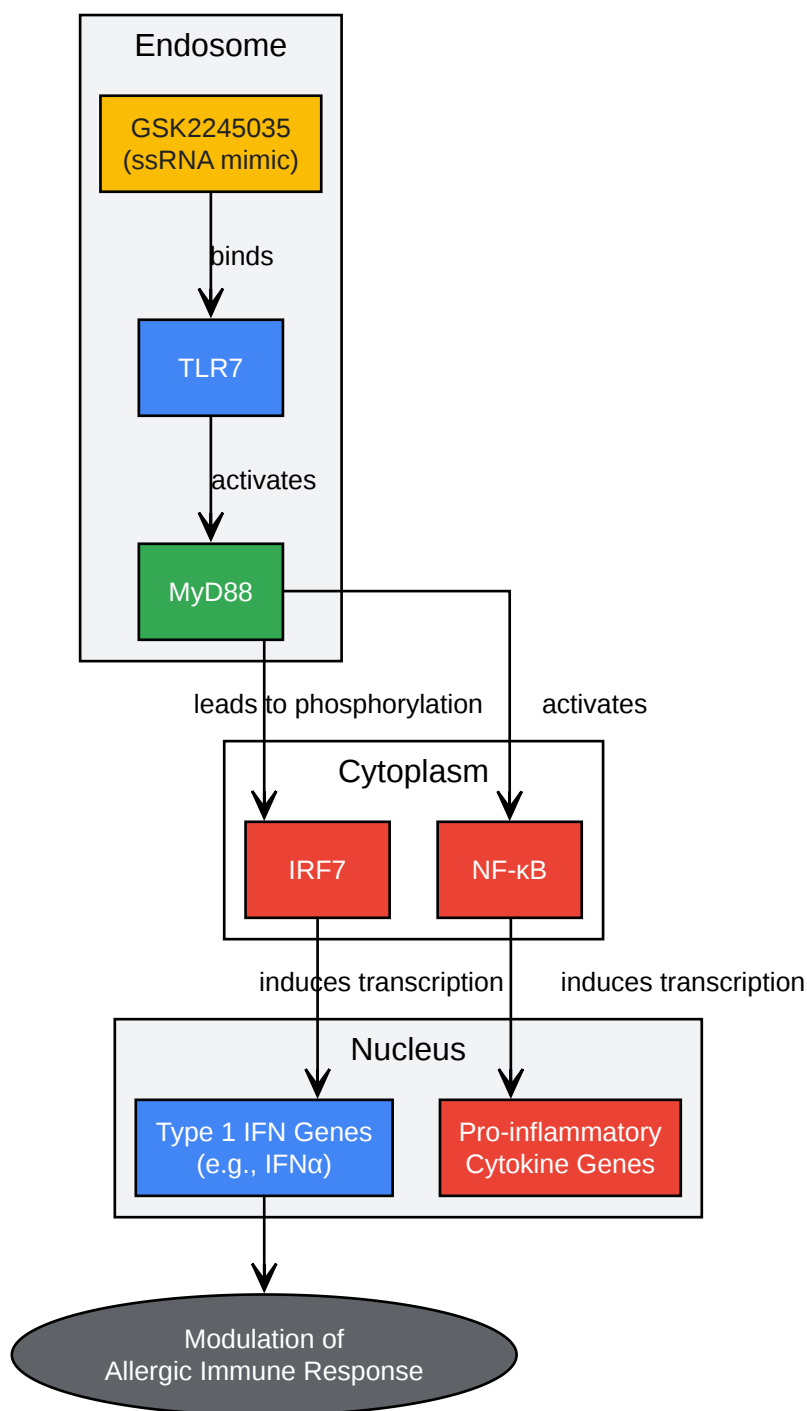 Endosome
GSK2245035
(ssRNA mimic)
binds
TLR7
activates
MyD88
leads to phosphorylation
activates
Cytoplasm
IRF7
NF-κB
induces transcription
induces transcription
Nucleus
Type 1 IFN Genes
(e.g., IFNα)
Pro-inflammatory
Cytokine Genes
Modulation of
Allergic Immune Response